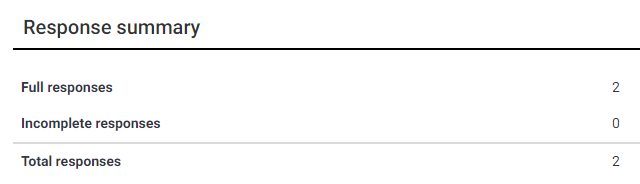 Response summary
Full responses 2
Incomplete responses 0
Total responses 2